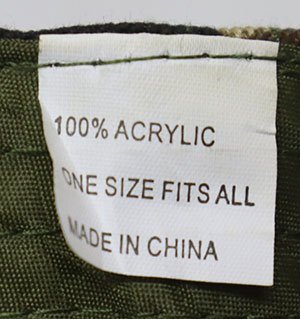 100% ACRYLIC
ONE SIZE FITS ALL
MADE IN CHINA